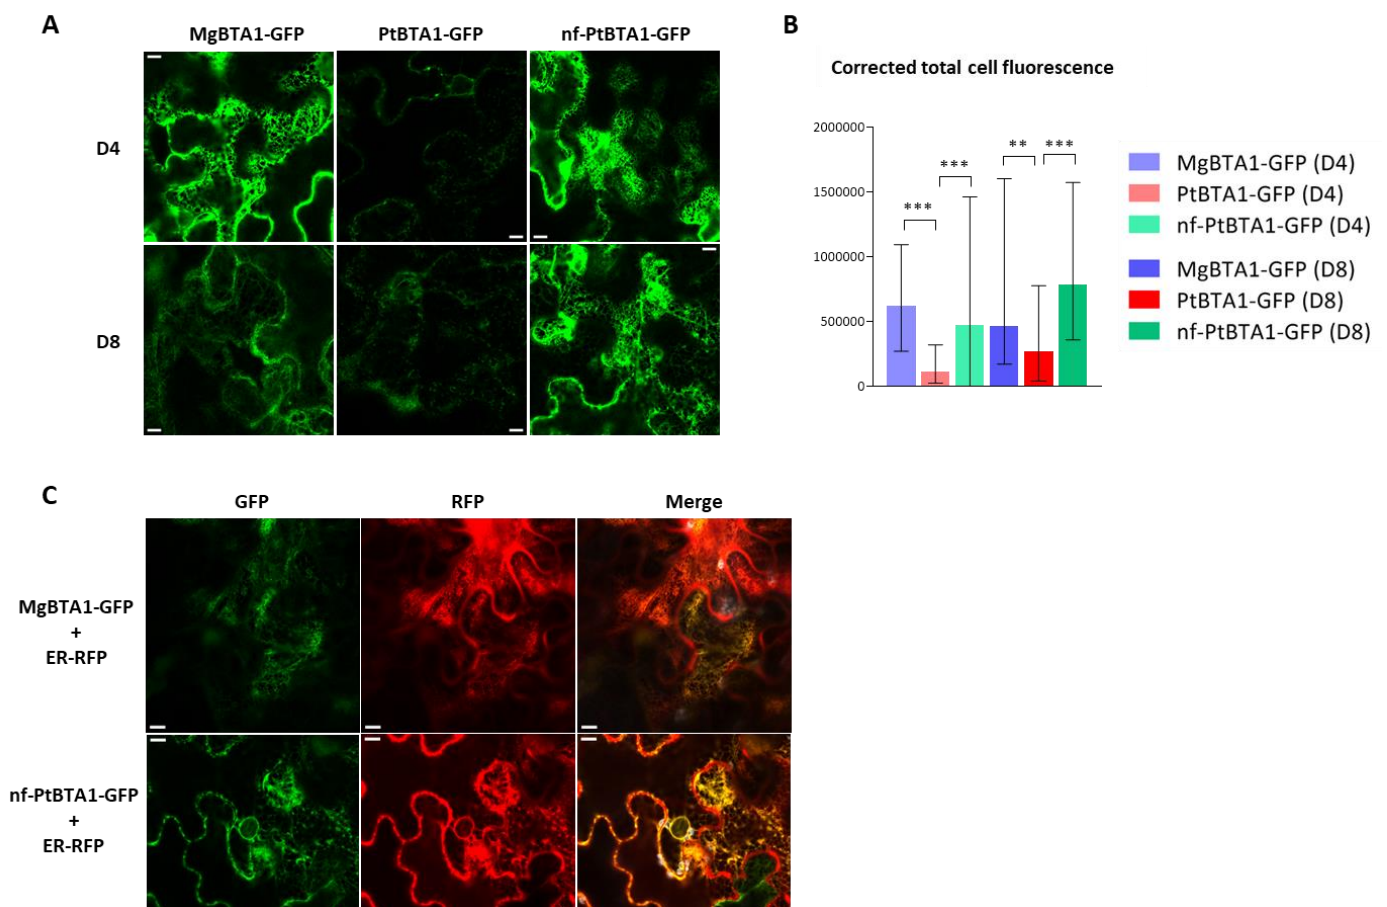 A
MgBTA1-GFP PtBTA1-GFP nf-PtBTA1-GFP
D4
D8
B
Corrected total cell fluorescence
2000000
1500000
1000000
500000
0
*** *** ** ***
MgBTA1-GFP (D4)
PtBTA1-GFP (D4)
nf-PtBTA1-GFP (D4)
MgBTA1-GFP (D8)
PtBTA1-GFP (D8)
nf-PtBTA1-GFP (D8)
C
GFP RFP Merge
MgBTA1-GFP
+
ER-RFP
nf-PtBTA1-GFP
+
ER-RFP